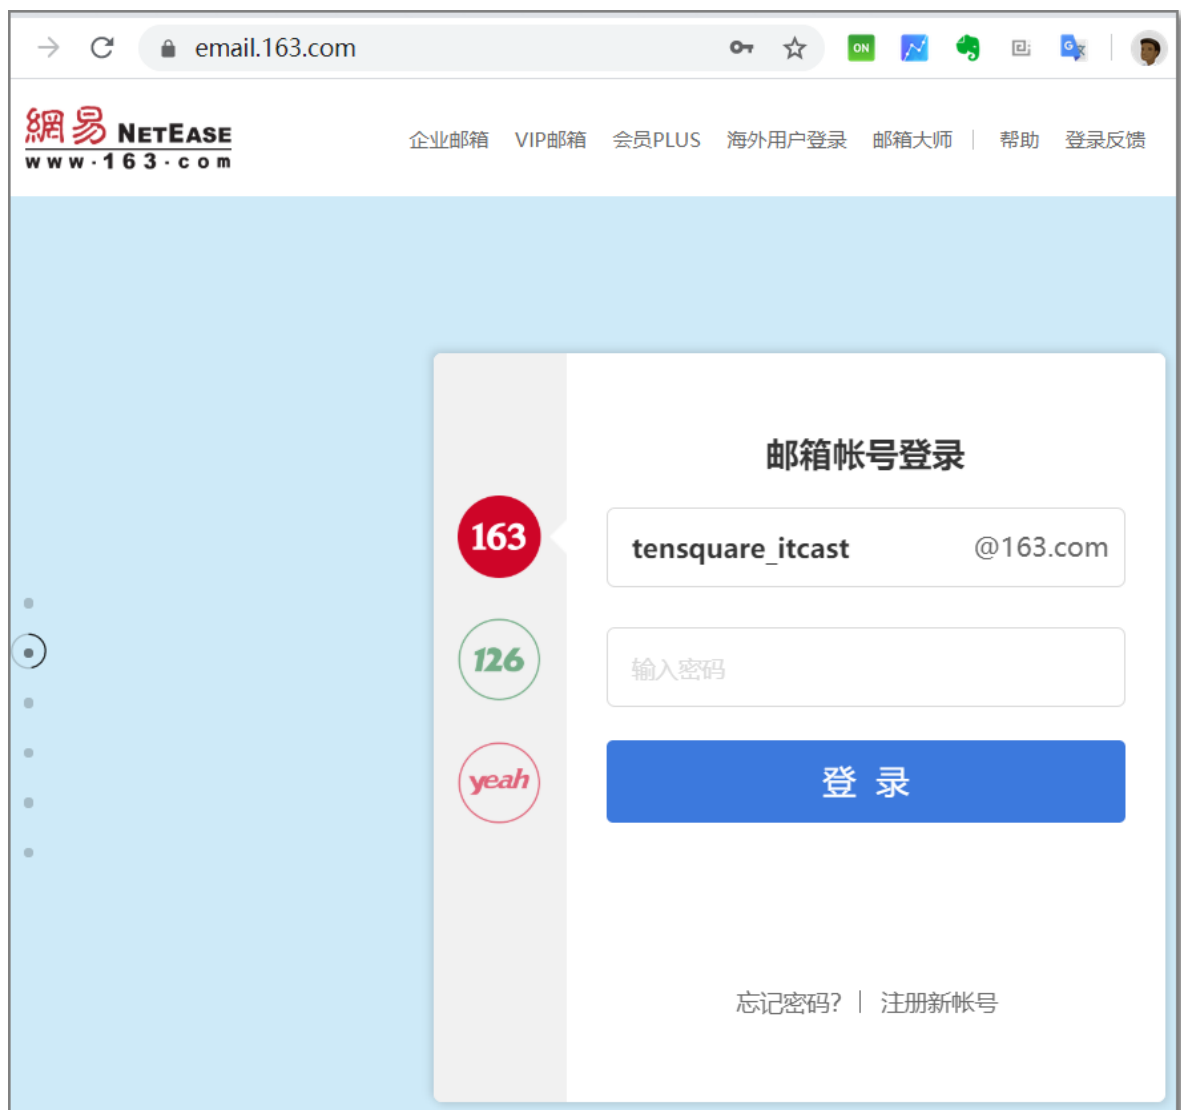 email.163.com
ON
G
網易 NETEASE
www.163.com
企业邮箱 VIP邮箱 会员PLUS 海外用户登录 邮箱大师 | 帮助 登录反馈
邮箱帐号登录
163
tensquare_itcast @163.com
126
输入密码
yeah
登 录
忘记密码? | 注册新帐号